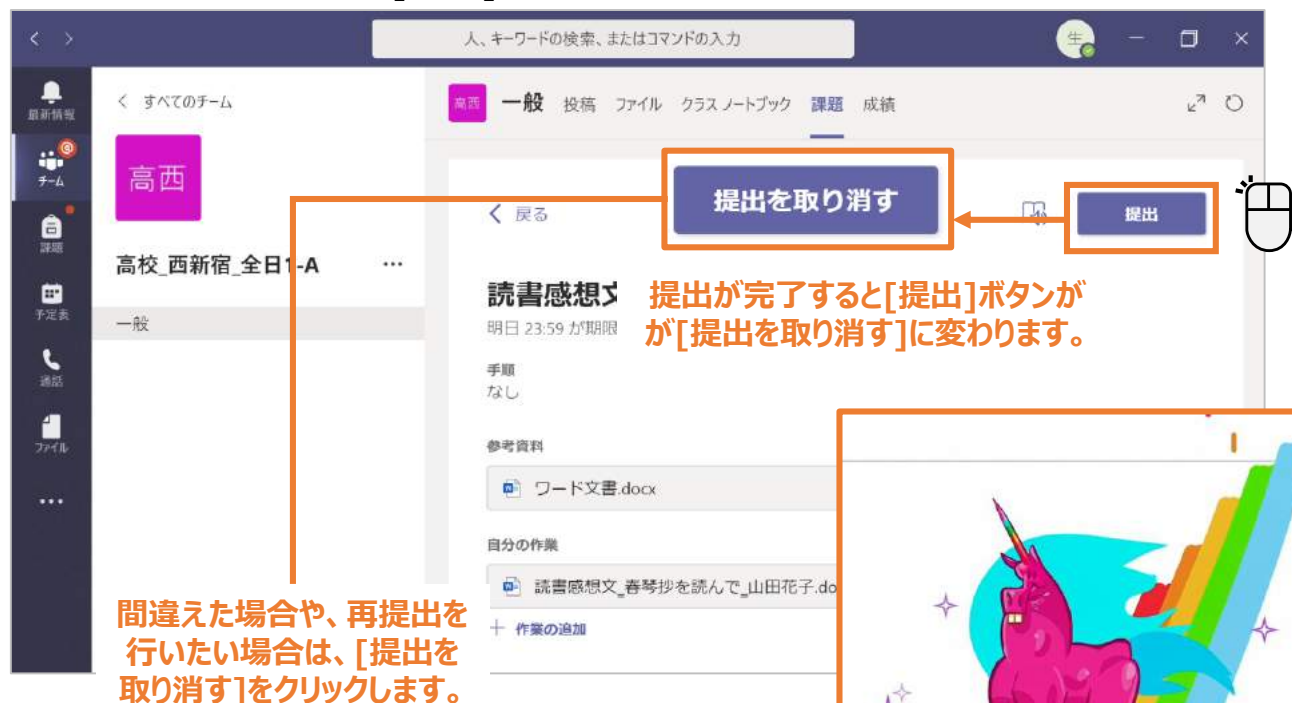 人、キーワードの検索、またはコマンドの入力
生
最新情報
チーム
課題
予定表
通話
ファイル
すべてのチーム
高西
高校_西新宿_全日1-A
一般
高西
一般 投稿 ファイル クラス ノートブック 課題 成績
戻る
提出を取り消す
提出
読書感想文
明日 23:59 が期限
提出が完了すると[提出]ボタンが
が[提出を取り消す]に変わります。
手順
なし
参考資料
ワード文書.docx
自分の作業
読書感想文_春琴抄を読んで_山田花子.do
作業の追加
間違えた場合や、再提出を
行いたい場合は、[提出を
取り消す]をクリックします。